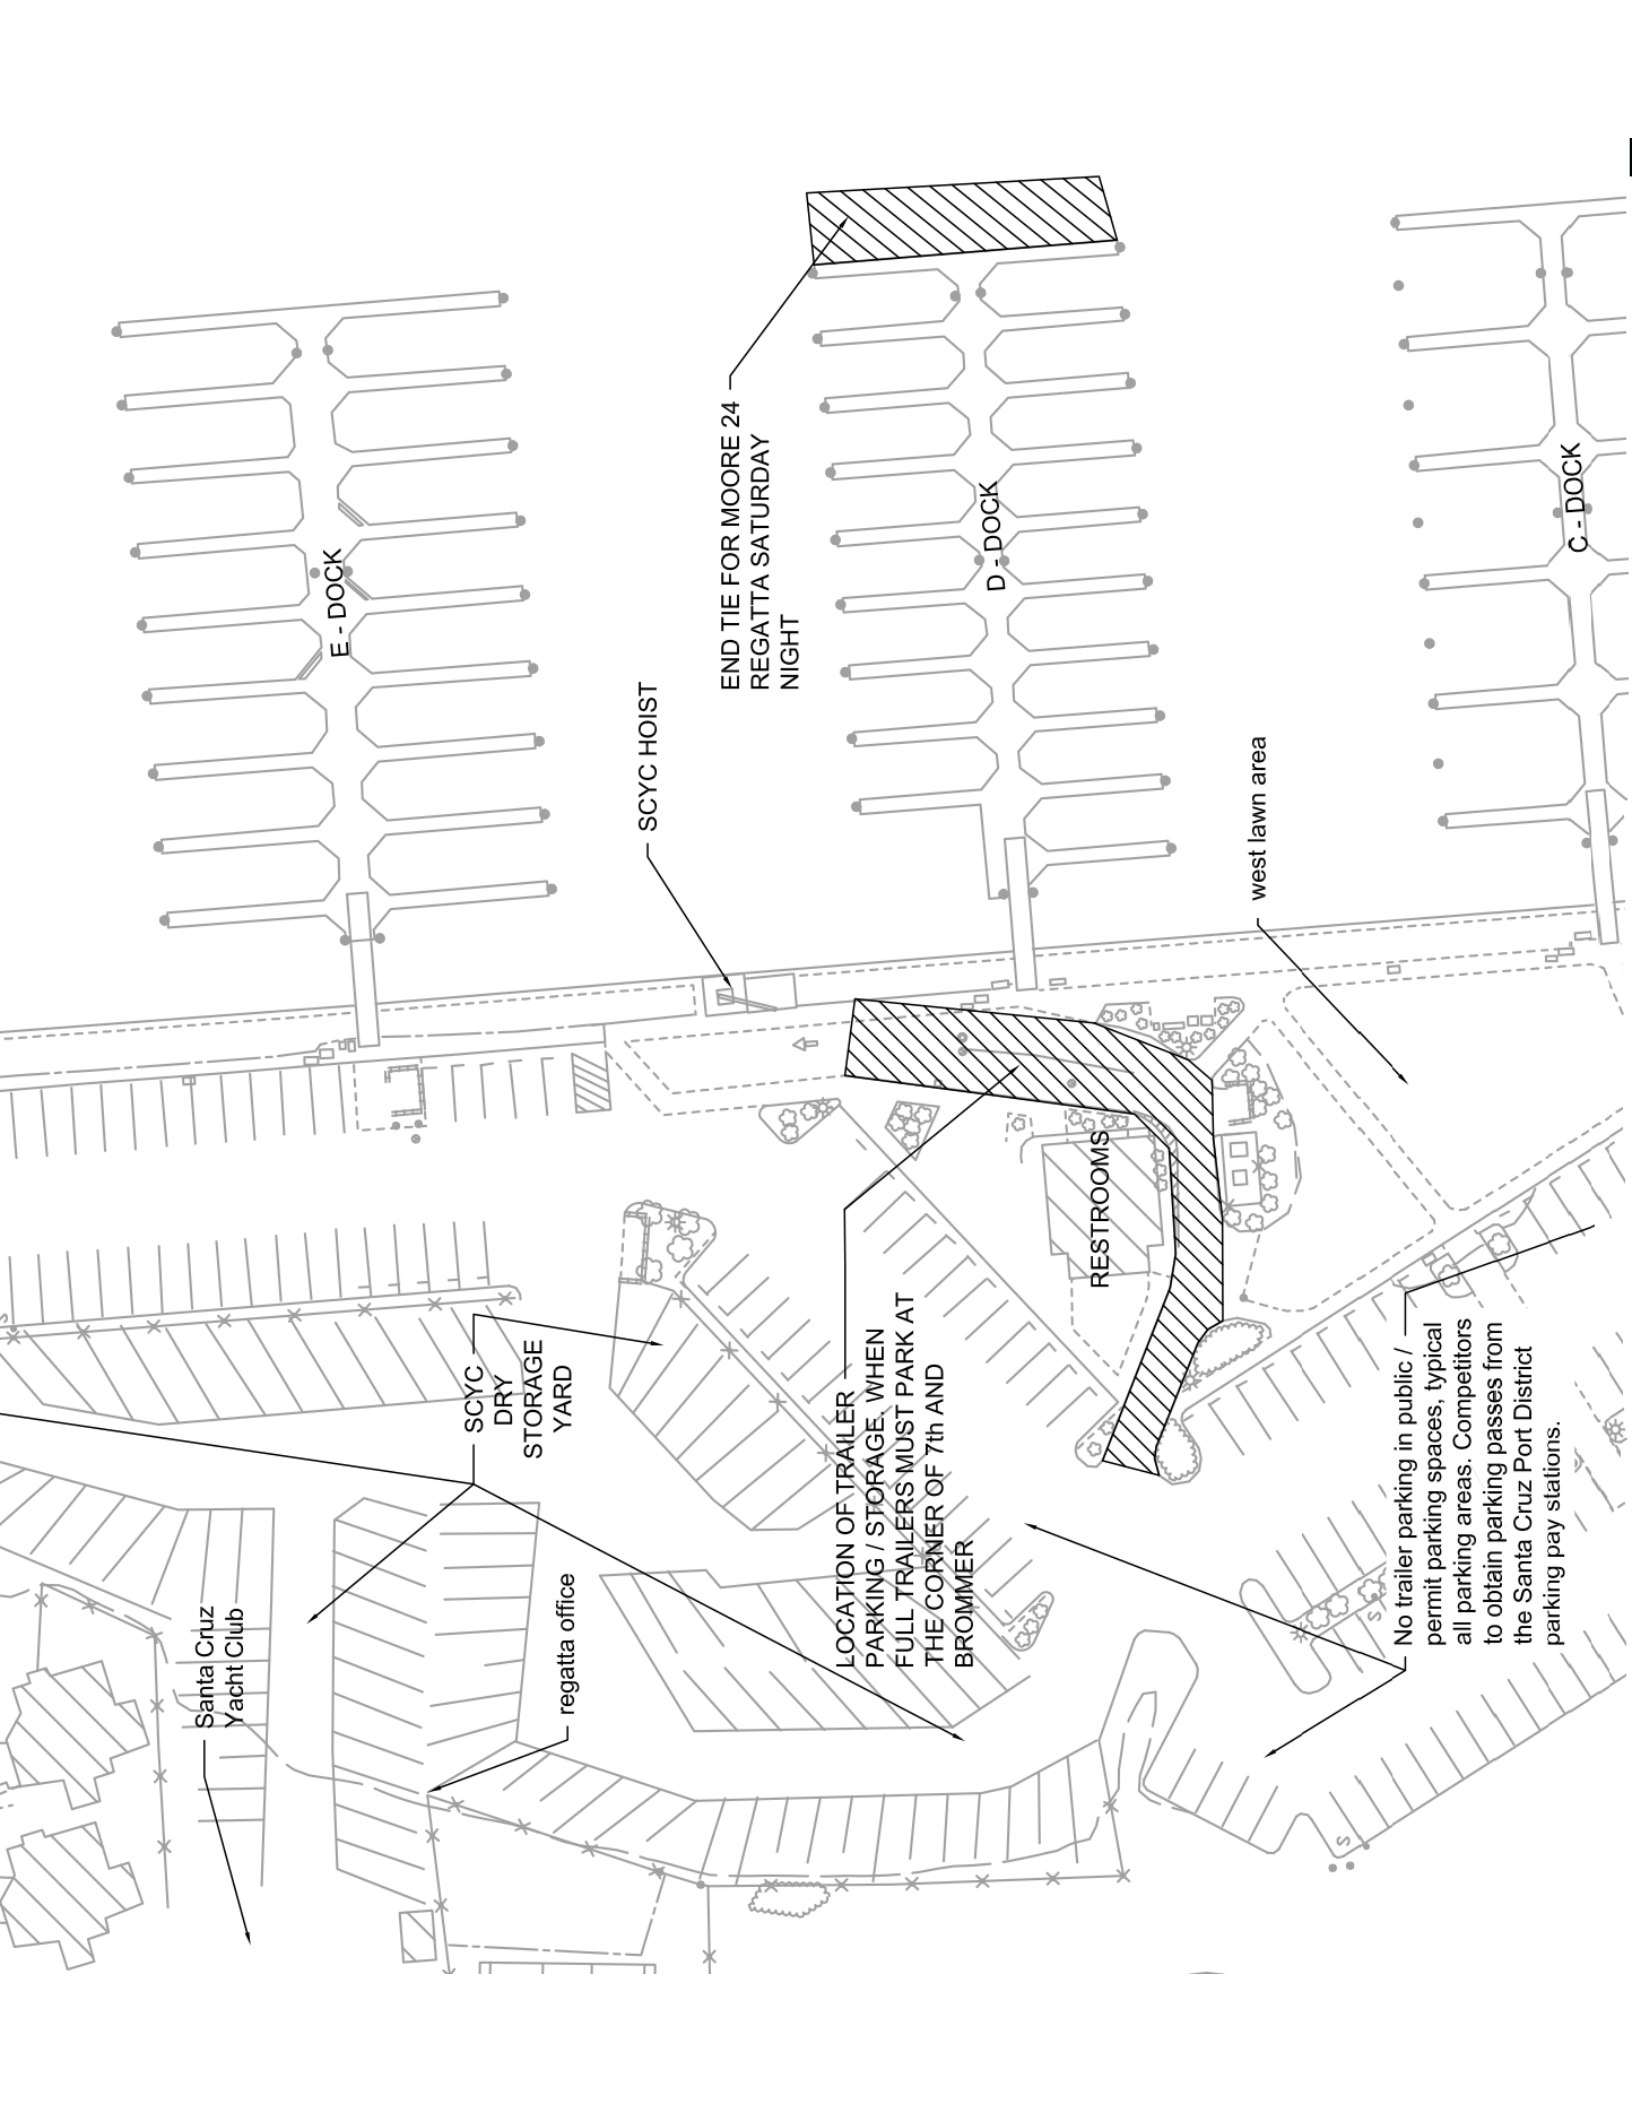 E - DOCK
D - DOCK
C - DOCK
END TIE FOR MOORE 24
REGATTA SATURDAY
NIGHT
SCYC HOIST
west lawn area
RESTROOMS
SCYC
DRY
STORAGE
YARD
LOCATION OF TRAILER
PARKING / STORAGE. WHEN
FULL TRAILERS MUST PARK AT
THE CORNER OF 7th AND
BROMMER
No trailer parking in public /
permit parking spaces, typical
all parking areas. Competitors
to obtain parking passes from
the Santa Cruz Port District
parking pay stations.
Santa Cruz
Yacht Club
regatta office
S
S